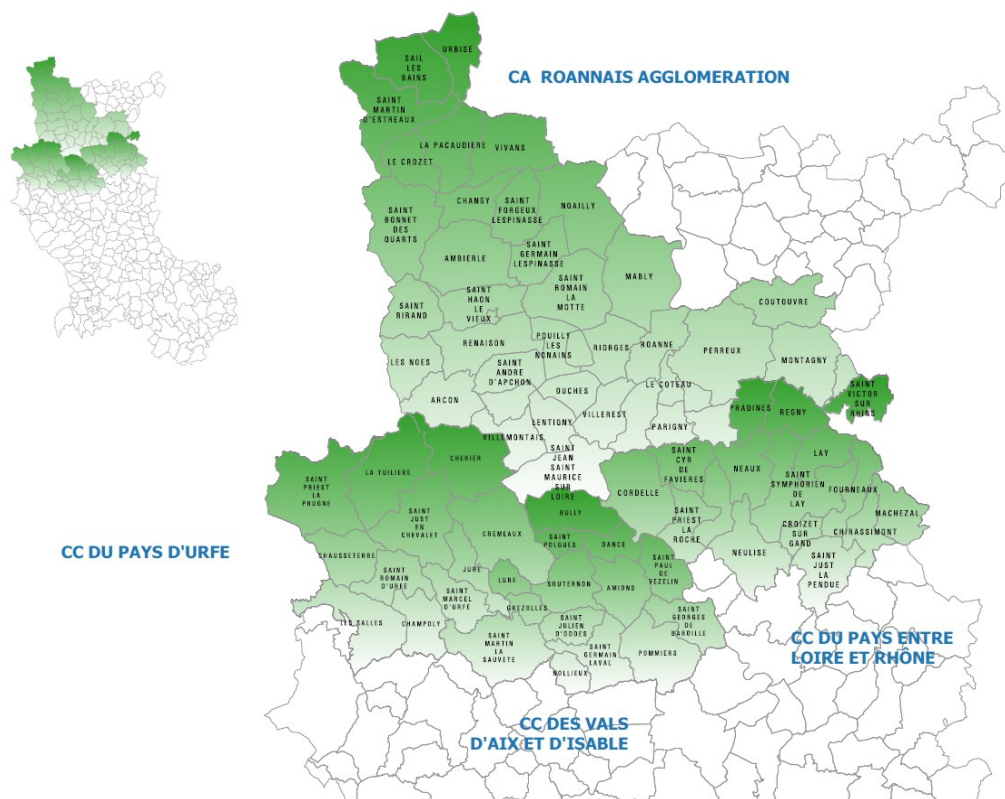 CA ROANNAIS AGGLOMERATION
URBISE
SAIL
LES
BAINS
SAINT
MARTIN
D'ESTREAUX
LA PACAUDIERE
VIVANS
LE CROZET
CHANGY
SAINT
FORGEUX
LESPINASSE
NOAILLY
SAINT
BONNET
DES
QUARTS
AMBIERLE
SAINT
GERMAIN
LESPINASSE
MABLY
SAINT
ROMAIN
LA
MOTTE
SAINT
HAON
LE
VIEUX
SAINT
RIRAND
COUTOUVRE
RENAISON
POUILLY
LES
NONAINS
RIORGES
ROANNE
PERREUX
MONTAGNY
LES NOES
SAINT
ANDRE
D'APCHON
OUCHES
LE COTEAU
SAINT
VICTOR
SUR
RHINS
ARCON
LENTIGNY
VILLEREST
PARIGNY
PRADINES
REGNY
VILLEMONTAIS
SAINT
JEAN
SAINT
MAURICE
SUR
LOIRE
CHERIER
LA TUILIERE
SAINT
PRIEST
LA
PRUGNE
SAINT
JUST
EN
CHEVALET
CREMEAUX
BULLY
SAINT
POLGUES
DANCE
CORDELLE
SAINT
CYR
DE
FAVIERES
NEAUX
LAY
SAINT
SYMPHORIEN
DE
LAY
FOURNEAUX
MACHEZAL
CHIRASSIMONT
CROIZET
SUR
GAND
SAINT
PRIEST
LA
ROCHE
NEULISE
SAINT
JUST
LA
PENDUE
CC DU PAYS D'URFE
CHAUSSETERRE
SAINT
ROMAIN
D'URFE
JURE
LURE
SOUTERNON
AMIONS
SAINT
PAUL
DE
VEZELIN
SAINT
MARCEL
D'URFE
GREZOLLES
LES SALLES
CHAMPOLY
SAINT
MARTIN
LA
SAUVETE
SAINT
JULIEN
D'ODDES
SAINT
GERMAIN
LAVAL
SAINT
GEORGES
DE
BAROILLE
POMMIERS
NOLLIEUX
CC DU PAYS ENTRE
LOIRE ET RHÔNE
CC DES VALS
D'AIX ET D'ISABLE